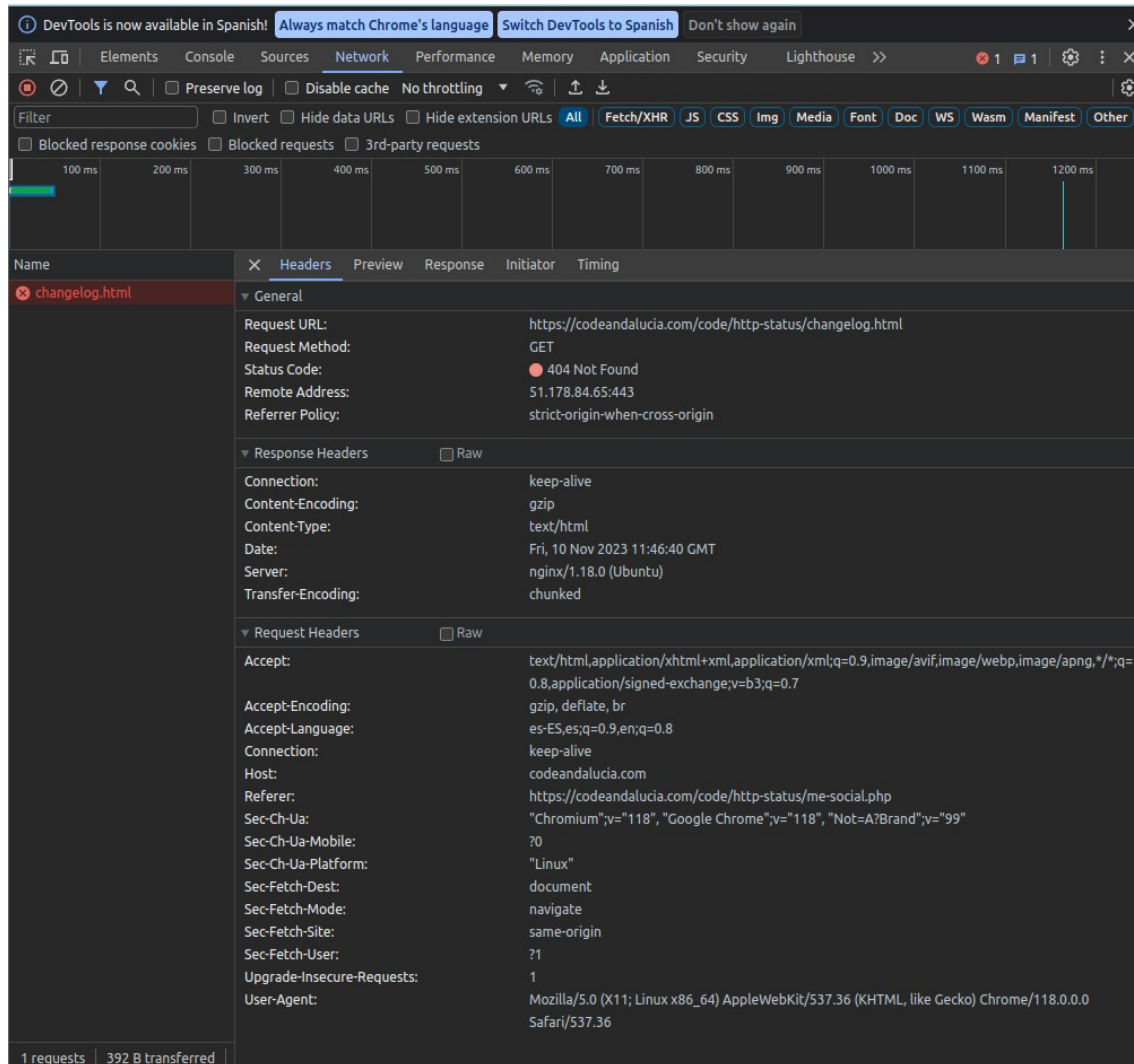 DevTools is now available in Spanish! Always match Chrome's language Switch DevTools to Spanish Don't show again
Elements Console Sources Network Performance Memory Application Security Lighthouse 1 1
Preserve log Disable cache No throttling
Filter Invert Hide data URLs Hide extension URLs All Fetch/XHR JS CSS Img Media Font Doc WS Wasm Manifest Other
Blocked response cookies Blocked requests 3rd-party requests
100 ms 200 ms 300 ms 400 ms 500 ms 600 ms 700 ms 800 ms 900 ms 1000 ms 1100 ms 1200 ms
Name Headers Preview Response Initiator Timing
changelog.html
General
Request URL: https://codeandalucia.com/code/http-status/changelog.html
Request Method: GET
Status Code: 404 Not Found
Remote Address: 51.178.84.65:443
Referrer Policy: strict-origin-when-cross-origin
Response Headers Raw
Connection: keep-alive
Content-Encoding: gzip
Content-Type: text/html
Date: Fri, 10 Nov 2023 11:46:40 GMT
Server: nginx/1.18.0 (Ubuntu)
Transfer-Encoding: chunked
Request Headers Raw
Accept: text/html,application/xhtml+xml,application/xml;q=0.9,image/avif,image/webp,image/apng,*/*;q=
0.8,application/signed-exchange;v=b3;q=0.7
Accept-Encoding: gzip, deflate, br
Accept-Language: es-ES,es;q=0.9,en;q=0.8
Connection: keep-alive
Host: codeandalucia.com
Referer: https://codeandalucia.com/code/http-status/me-social.php
Sec-Ch-Ua: "Chromium";v="118", "Google Chrome";v="118", "Not=A?Brand";v="99"
Sec-Ch-Ua-Mobile: ?0
Sec-Ch-Ua-Platform: "Linux"
Sec-Fetch-Dest: document
Sec-Fetch-Mode: navigate
Sec-Fetch-Site: same-origin
Sec-Fetch-User: ?1
Upgrade-Insecure-Requests: 1
User-Agent: Mozilla/5.0 (X11; Linux x86_64) AppleWebKit/537.36 (KHTML, like Gecko) Chrome/118.0.0.0
Safari/537.36
1 requests 392 B transferred